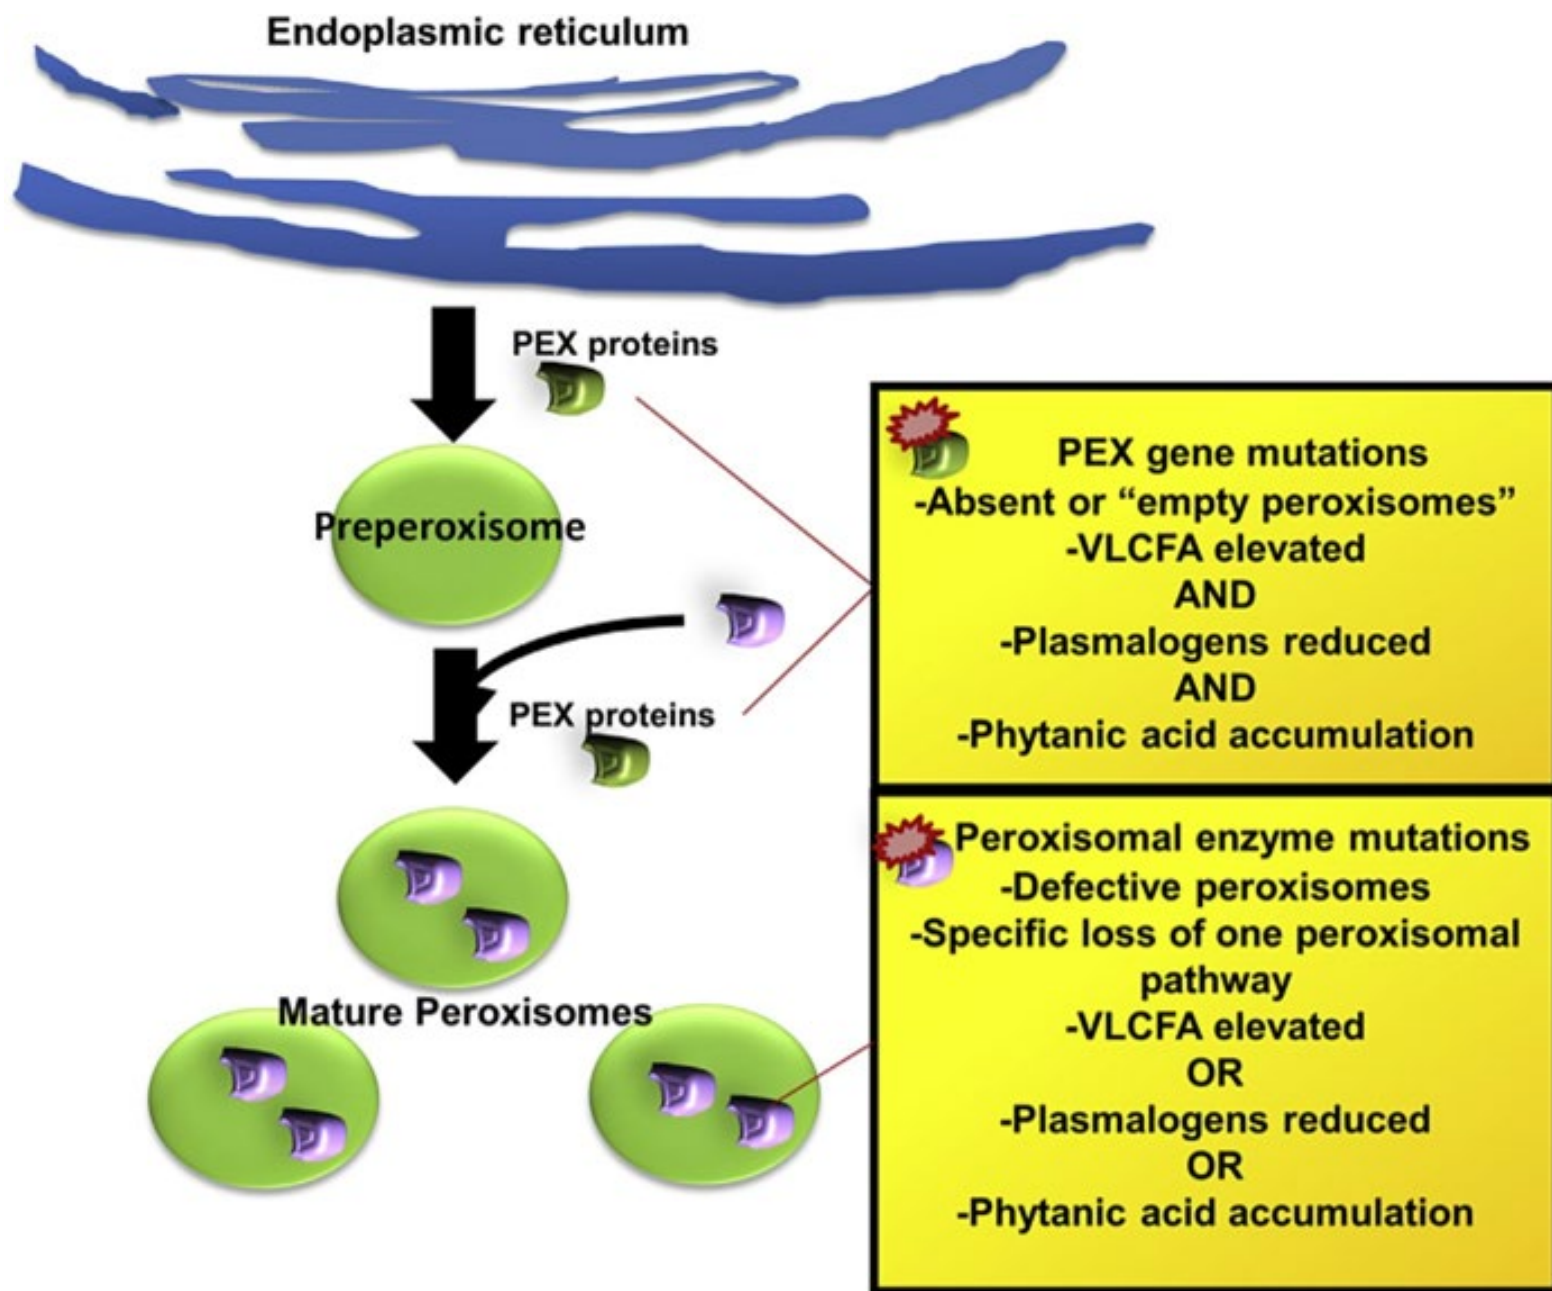 Endoplasmic reticulum
PEX proteins
Preperoxisome
PEX proteins
Mature Peroxisomes
PEX gene mutations
-Absent or “empty peroxisomes”
-VLCFA elevated
AND
-Plasmalogens reduced
AND
-Phytanic acid accumulation
Peroxisomal enzyme mutations
-Defective peroxisomes
-Specific loss of one peroxisomal
pathway
-VLCFA elevated
OR
-Plasmalogens reduced
OR
-Phytanic acid accumulation